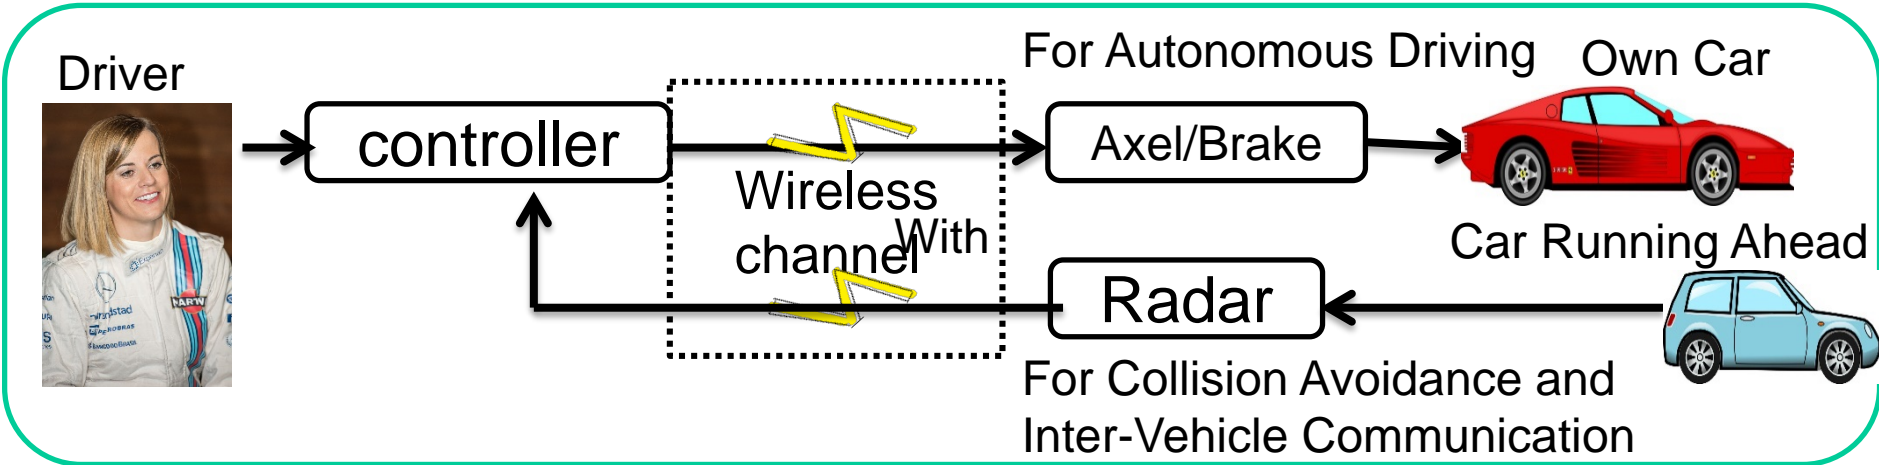 For Autonomous Driving
Own Car
Driver
controller
Axel/Brake
Wireless
channel
With
Car Running Ahead
Radar
For Collision Avoidance and
Inter-Vehicle Communication